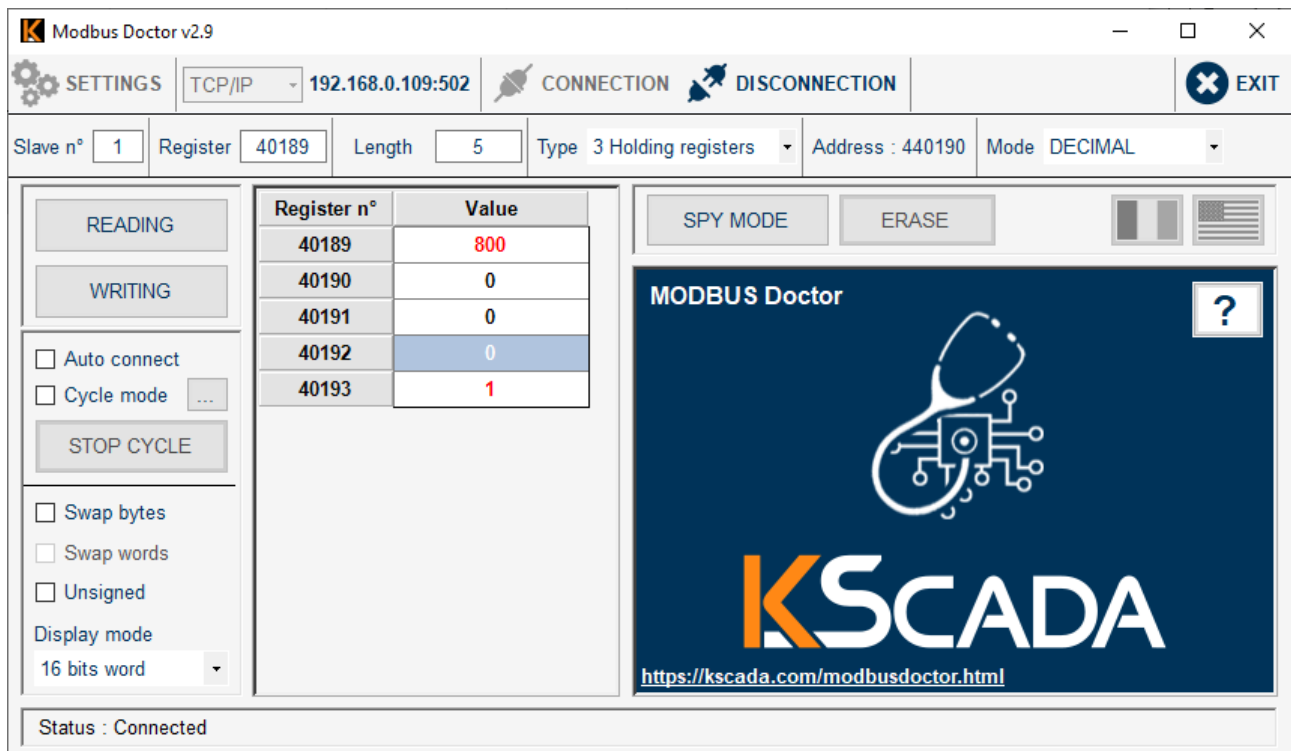 Modbus Doctor v2.9
SETTINGS TCP/IP 192.168.0.109:502 CONNECTION DISCONNECTION EXIT
Slave n° 1 Register 40189 Length 5 Type 3 Holding registers Address : 440190 Mode DECIMAL
READING
WRITING
Auto connect
Cycle mode ...
STOP CYCLE
Swap bytes
Swap words
Unsigned
Display mode
16 bits word
Register n° Value
40189 800
40190 0
40191 0
40192 0
40193 1
SPY MODE ERASE
MODBUS Doctor
?
KSCADA
https://kscada.com/modbusdoctor.html
Status : Connected